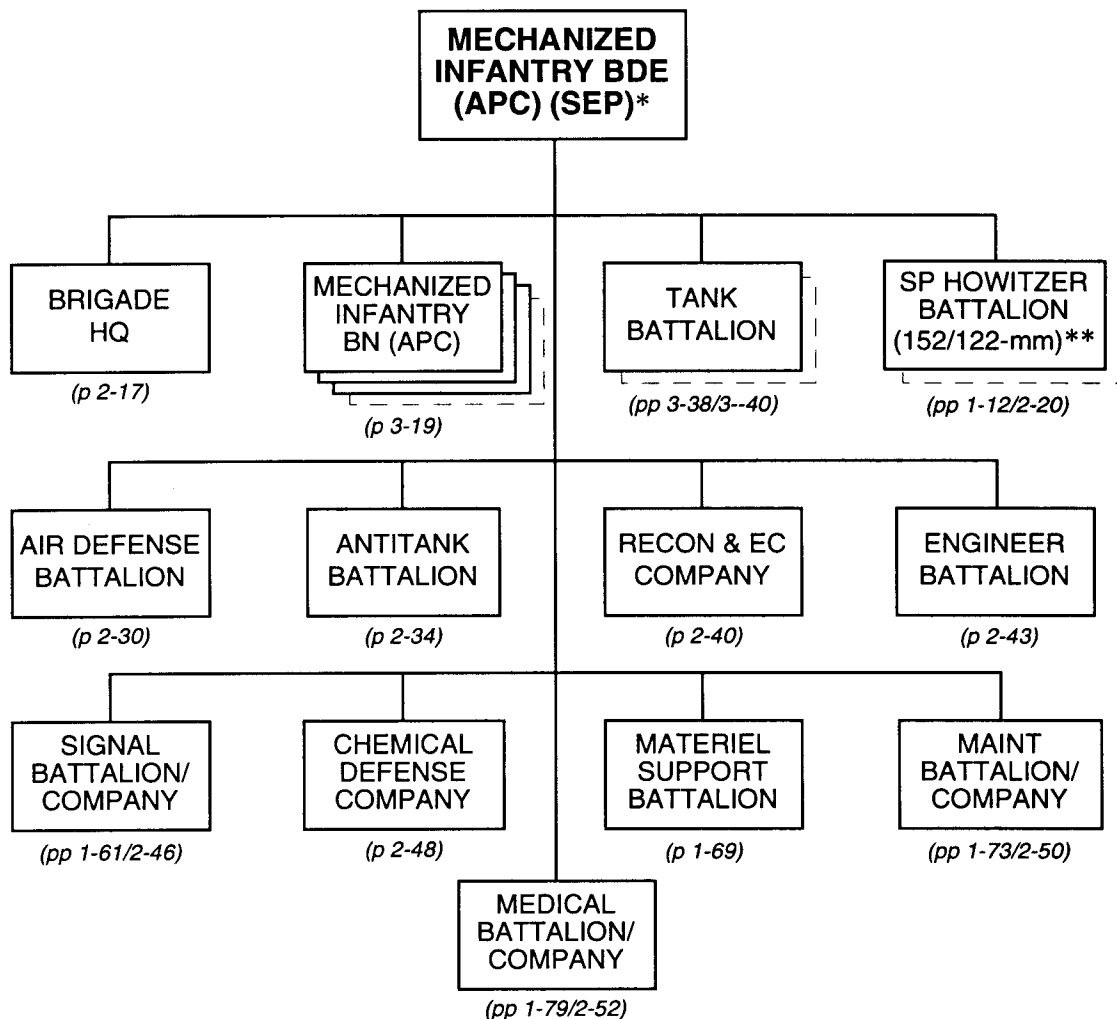 MECHANIZED
INFANTRY BDE
(APC) (SEP)*
BRIGADE
HQ
(p 2-17)
MECHANIZED
INFANTRY
BN (APC)
(p 3-19)
TANK
BATTALION
(pp 3-38/3--40)
SP HOWITZER
BATTALION
(152/122-mm)**
(pp 1-12/2-20)
AIR DEFENSE
BATTALION
(p 2-30)
ANTITANK
BATTALION
(p 2-34)
RECON & EC
COMPANY
(p 2-40)
ENGINEER
BATTALION
(p 2-43)
SIGNAL
BATTALION/
COMPANY
(pp 1-61/2-46)
CHEMICAL
DEFENSE
COMPANY
(p 2-48)
MATERIEL
SUPPORT
BATTALION
(p 1-69)
MAINT
BATTALION/
COMPANY
(pp 1-73/2-50)
MEDICAL
BATTALION/
COMPANY
(pp 1-79/2-52)